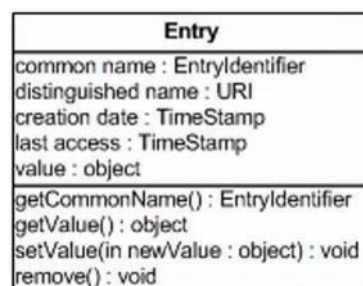 Entry
common name : EntryIdentifier
distinguished name : URI
creation date : TimeStamp
last access : TimeStamp
value : object
getCommonName() : EntryIdentifier
getValue() : object
setValue(in newValue : object) : void
remove() : void